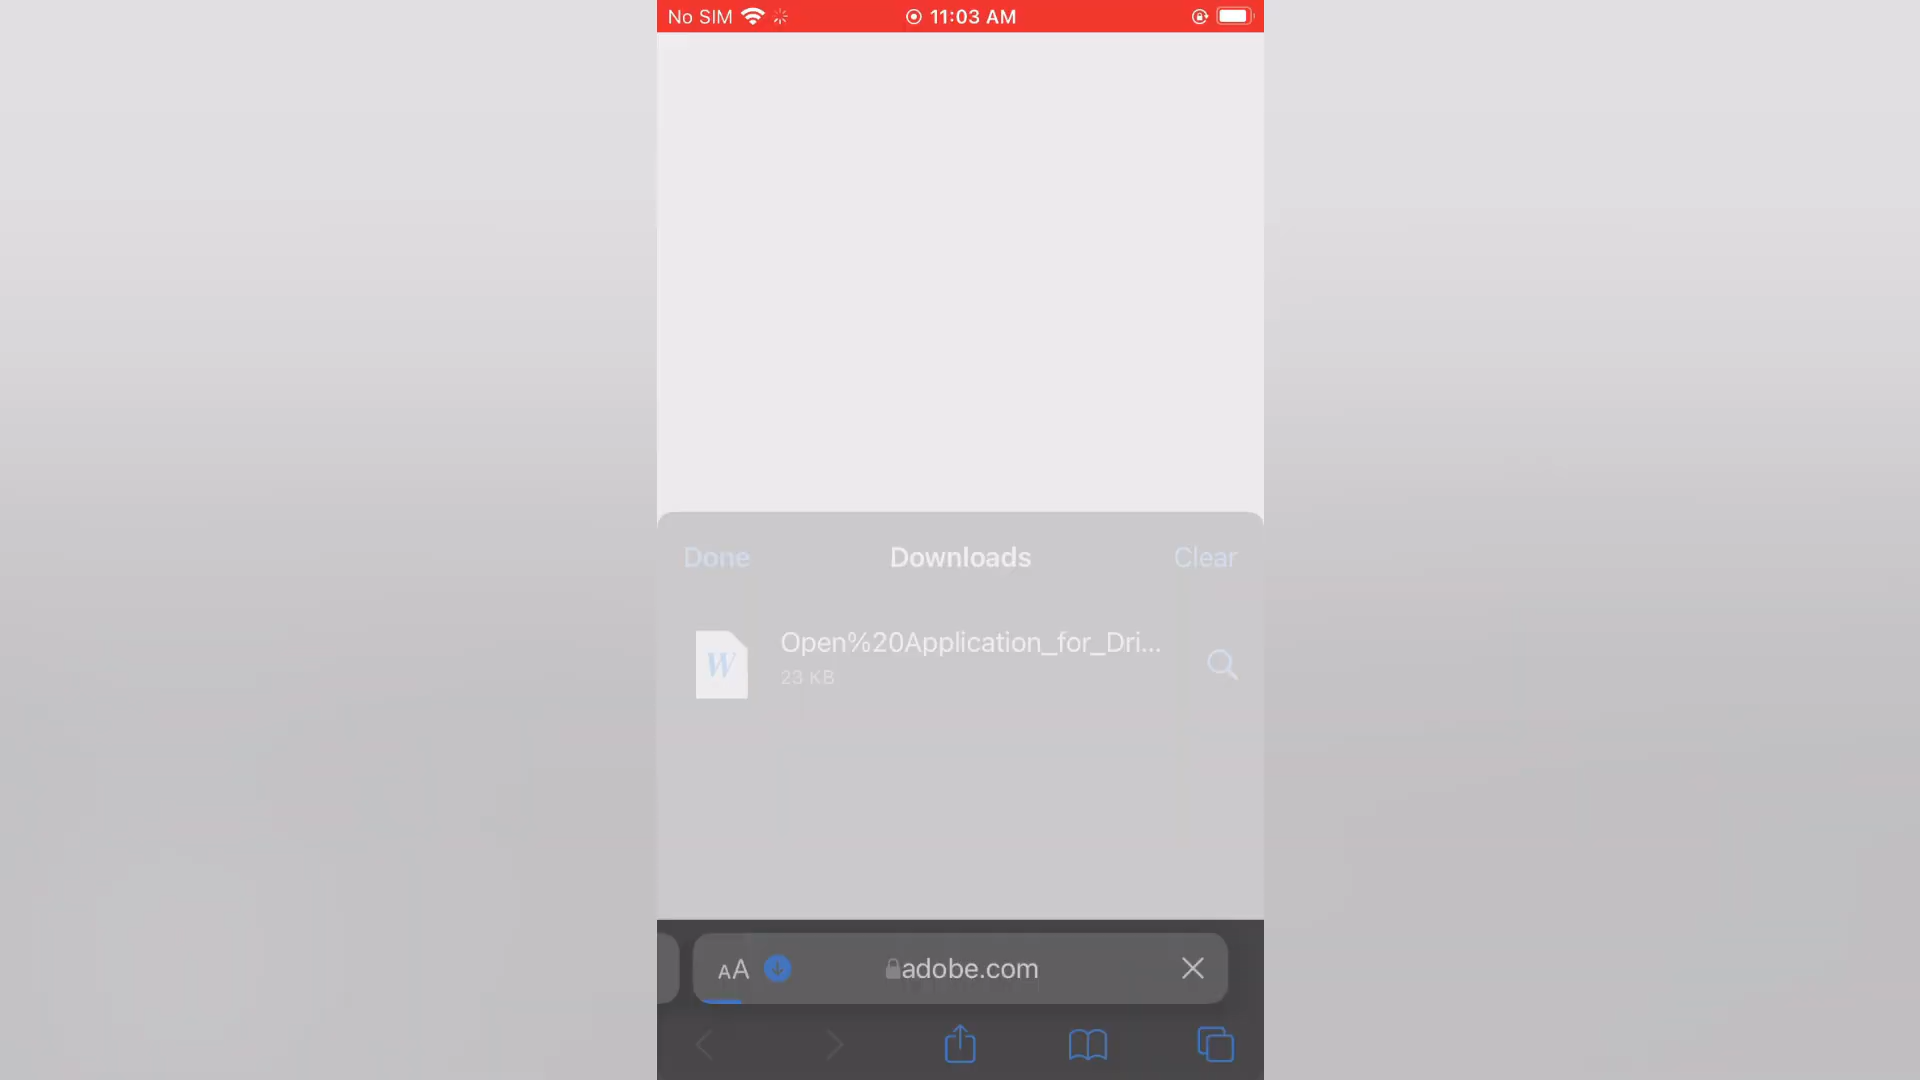 No SIM 11:03 AM
Done Downloads Clear
W Open%20Application_for_Dri...
23 KB
AA adobe.com